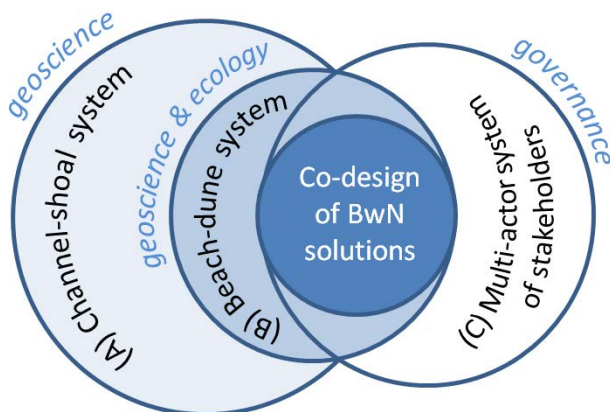 geoscience
(A) Channel-shoal system
geoscience & ecology
(B) Beach-dune system
Co-design
of BwN
solutions
governance
(C) Multi-actor system
of stakeholders